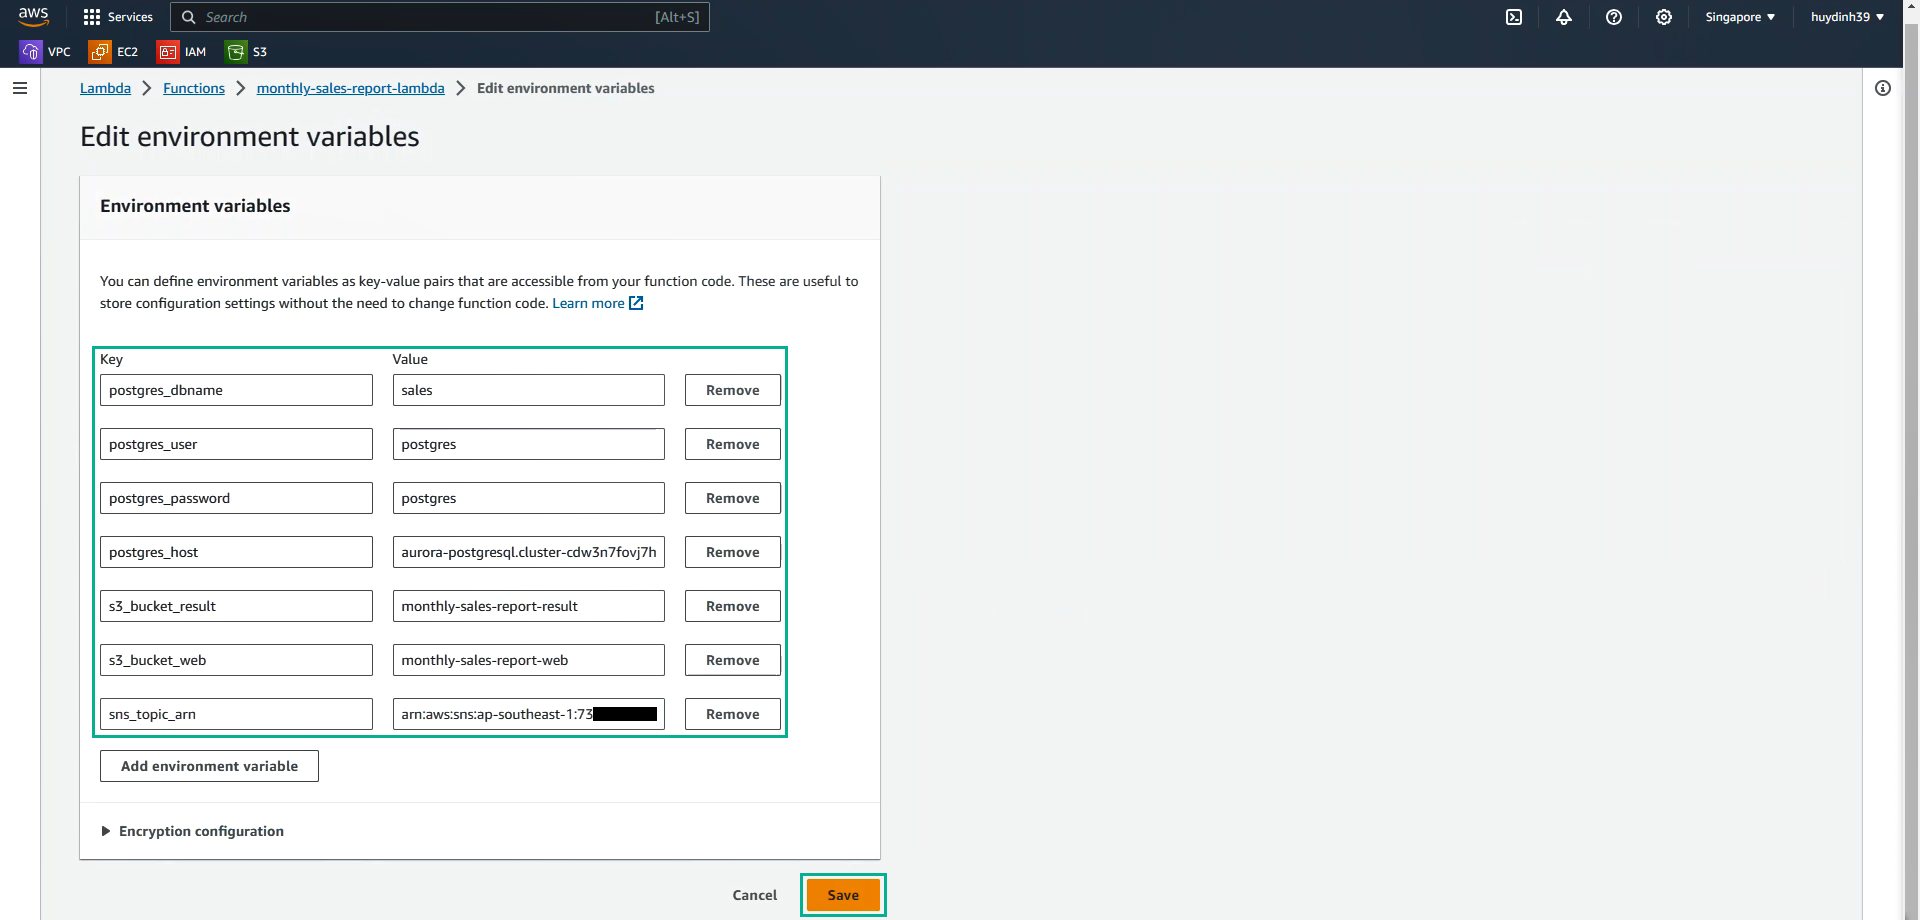 aws
Services
Search [Alt+S]
Singapore
huydinh39
VPC EC2 IAM S3
Lambda Functions monthly-sales-report-lambda Edit environment variables
Edit environment variables
Environment variables
You can define environment variables as key-value pairs that are accessible from your function code. These are useful to
store configuration settings without the need to change function code. Learn more
Key Value
postgres_dbname sales Remove
postgres_user postgres Remove
postgres_password postgres Remove
postgres_host aurora-postgresql.cluster-cdw3n7fovj7h Remove
s3_bucket_result monthly-sales-report-result Remove
s3_bucket_web monthly-sales-report-web Remove
sns_topic_arn arn:aws:sns:ap-southeast-1:73 Remove
Add environment variable
Encryption configuration
Cancel Save